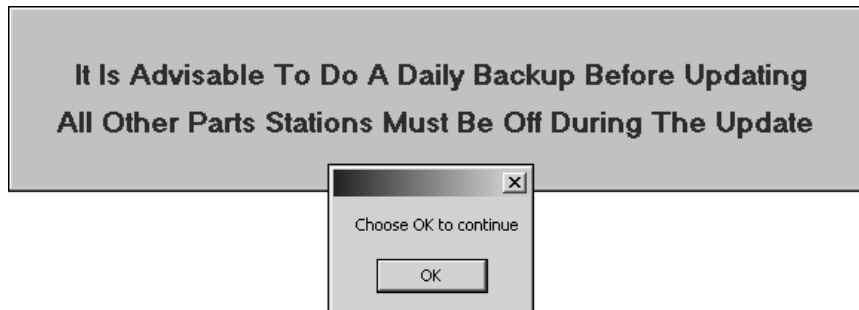 It Is Advisable To Do A Daily Backup Before Updating
All Other Parts Stations Must Be Off During The Update
Choose OK to continue
OK